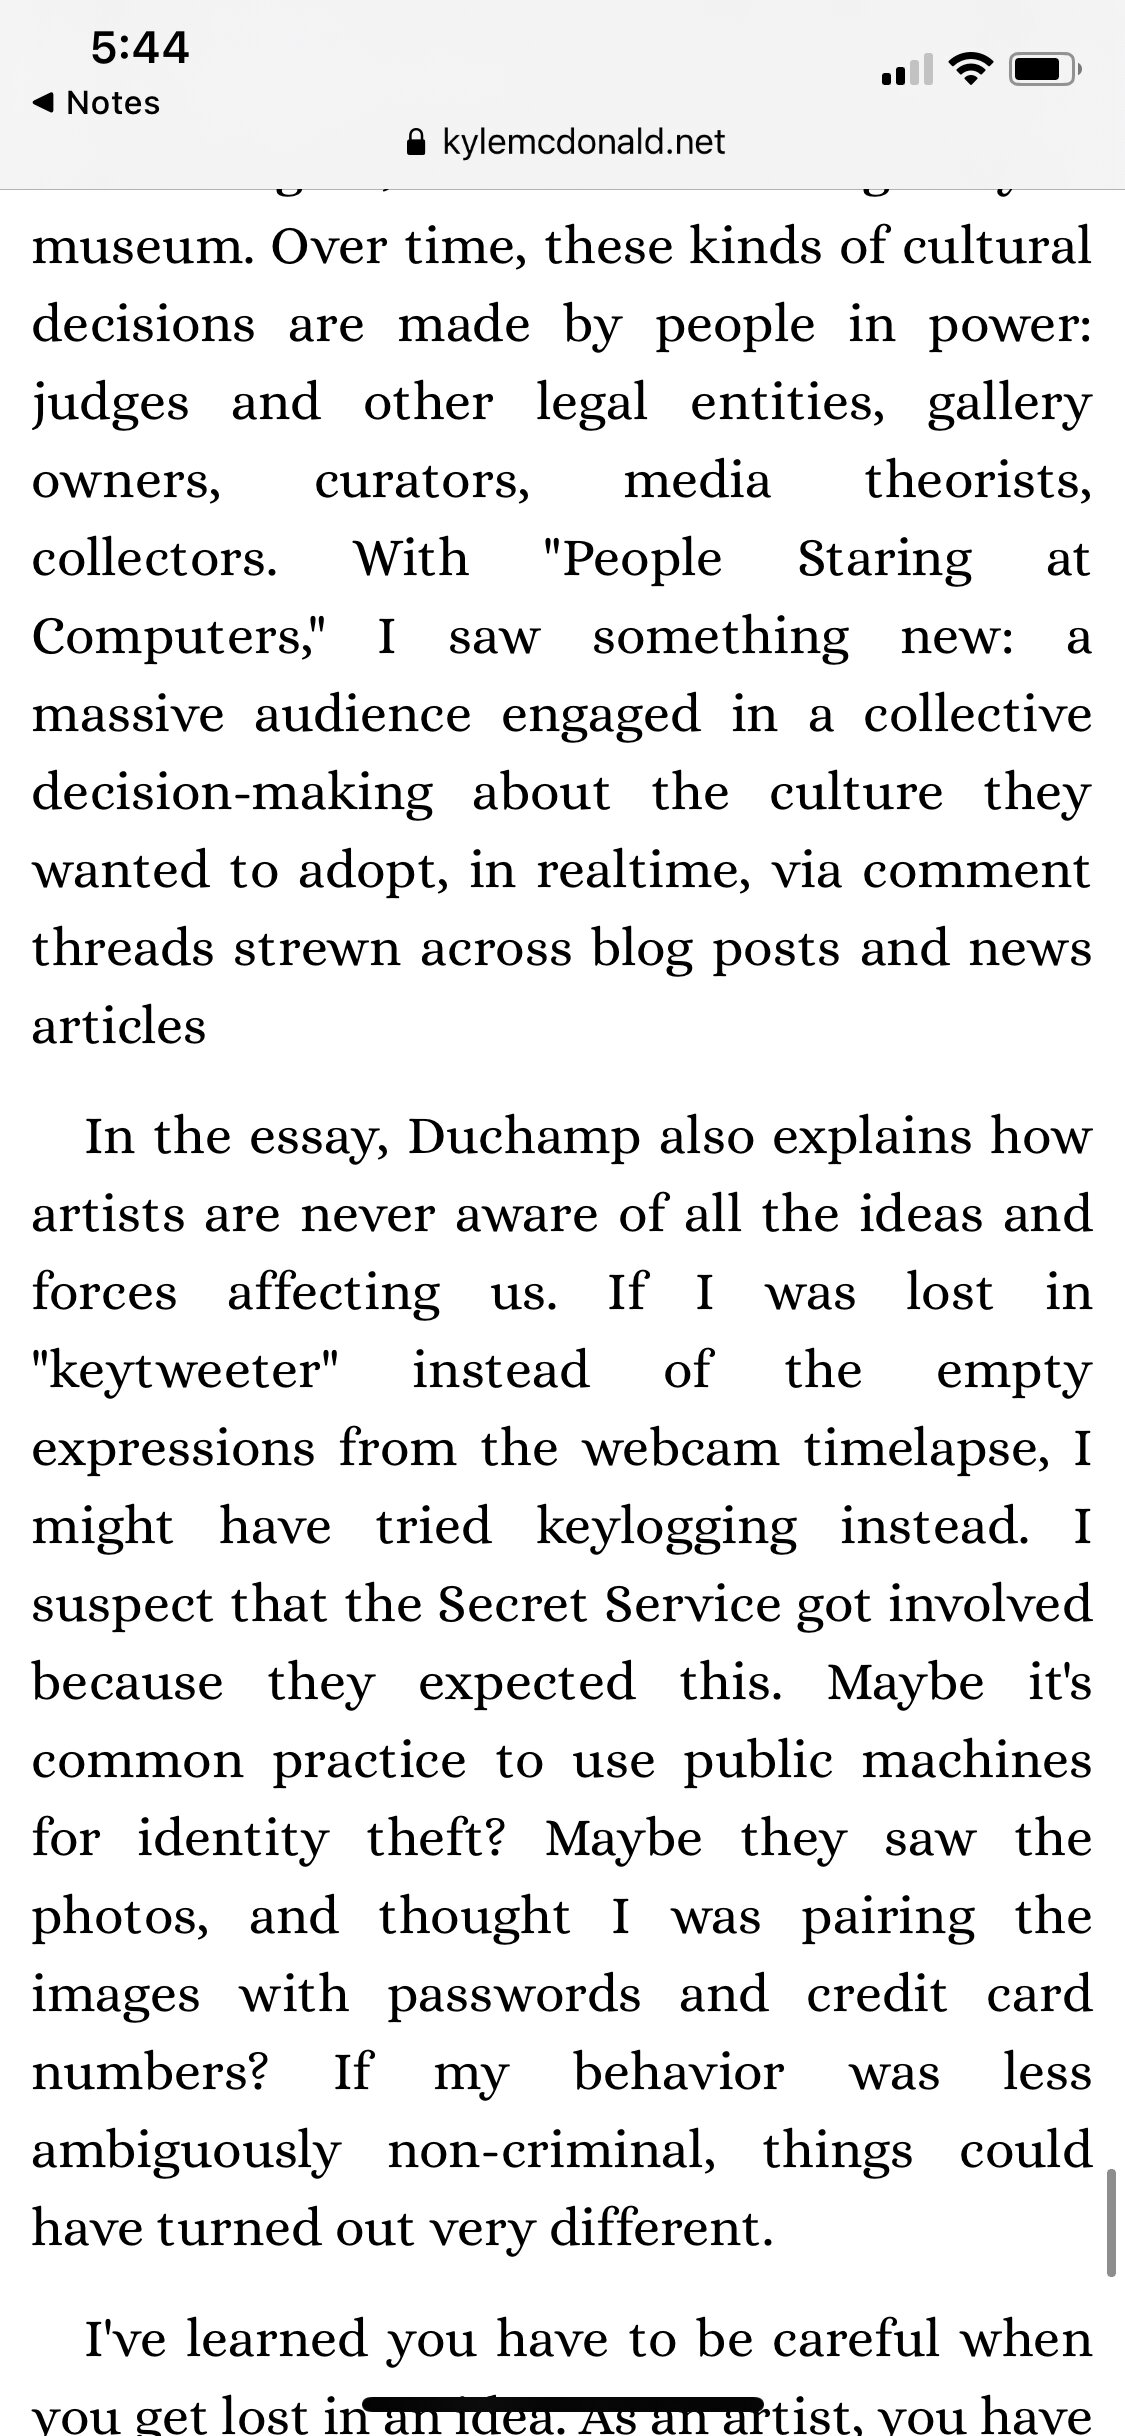 5:44
Notes
kylemcdonald.net
museum. Over time, these kinds of cultural
decisions are made by people in power:
judges and other legal entities, gallery
owners, curators, media theorists,
collectors. With "People Staring at
Computers," I saw something new: a
massive audience engaged in a collective
decision-making about the culture they
wanted to adopt, in realtime, via comment
threads strewn across blog posts and news
articles
In the essay, Duchamp also explains how
artists are never aware of all the ideas and
forces affecting us. If I was lost in
"keytweeter" instead of the empty
expressions from the webcam timelapse, I
might have tried keylogging instead. I
suspect that the Secret Service got involved
because they expected this. Maybe it's
common practice to use public machines
for identity theft? Maybe they saw the
photos, and thought I was pairing the
images with passwords and credit card
numbers? If my behavior was less
ambiguously non-criminal, things could
have turned out very different.
I've learned you have to be careful when
you get lost in an idea. As an artist, you have